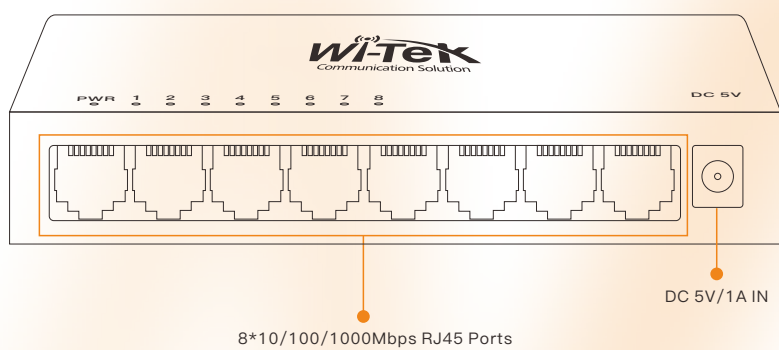 Wi-Tek
Communication Solution
PWR 1 2 3 4 5 6 7 8 DC 5V
DC 5V/1A IN
8*10/100/1000Mbps RJ45 Ports